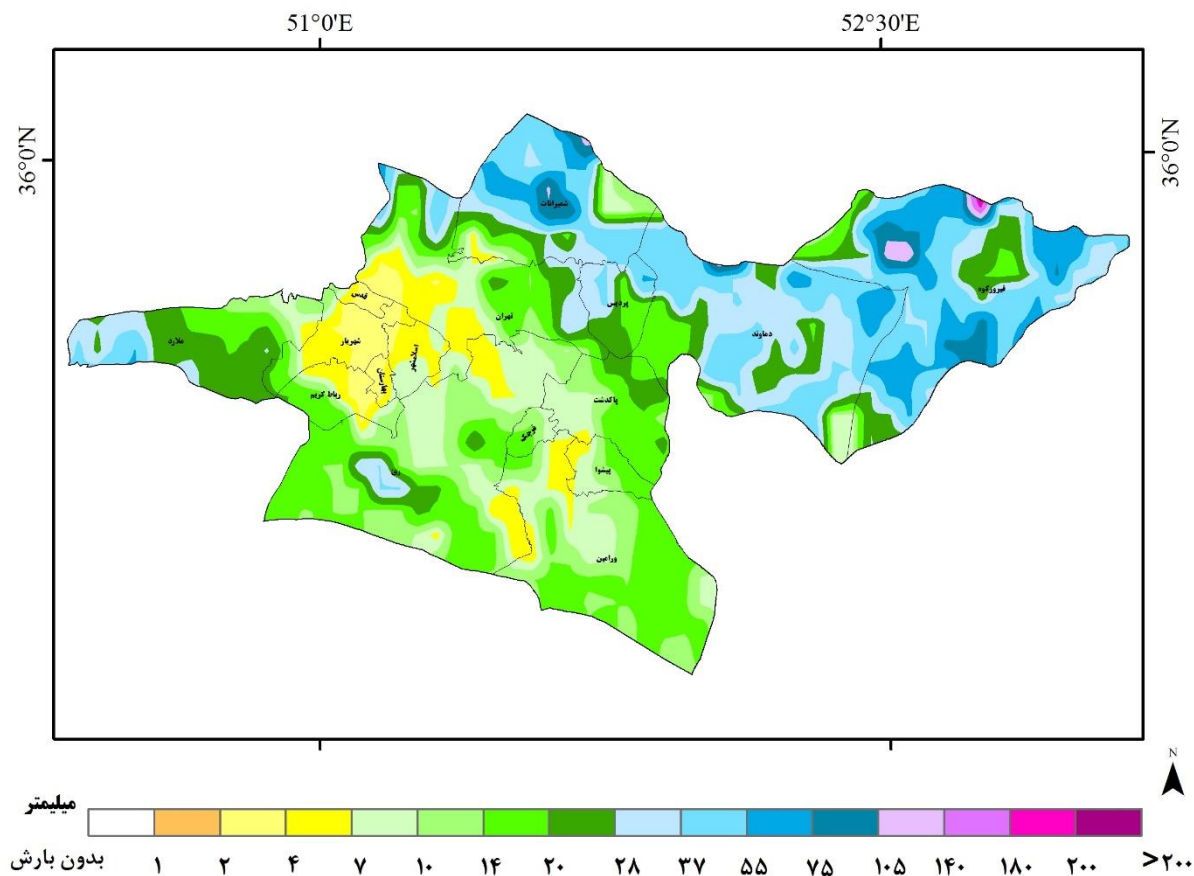 51°0'E 52°30'E
36°0'N 36°0'N
شمیرانات
فیروزکوه
قدس
پردیس
تهران
دماوند
ملارد
شهریار
اسلامشهر
بهارستان
رباط کریم
پاکدشت
ری
پیشوا
ورامین
N
میلیمتر
بدون بارش ۱ ۲ ۴ ۷ ۱۰ ۱۴ ۲۰ ۲۸ ۳۷ ۵۵ ۷۵ ۱۰۵ ۱۴۰ ۱۸۰ ۲۰۰ >۲۰۰